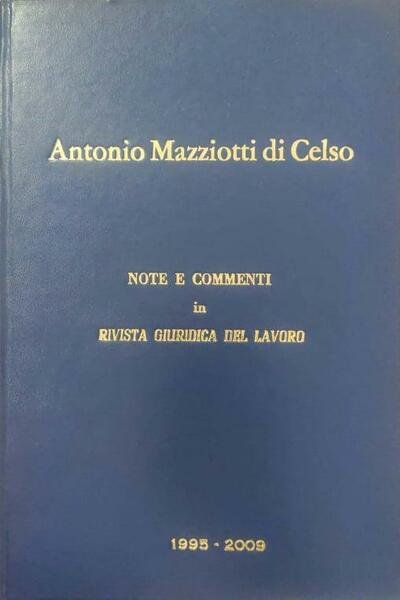 Antonio Mazziotti di Celso
NOTE E COMMENTI
in
RIVISTA GIURIDICA DEL LAVORO
1995 - 2009